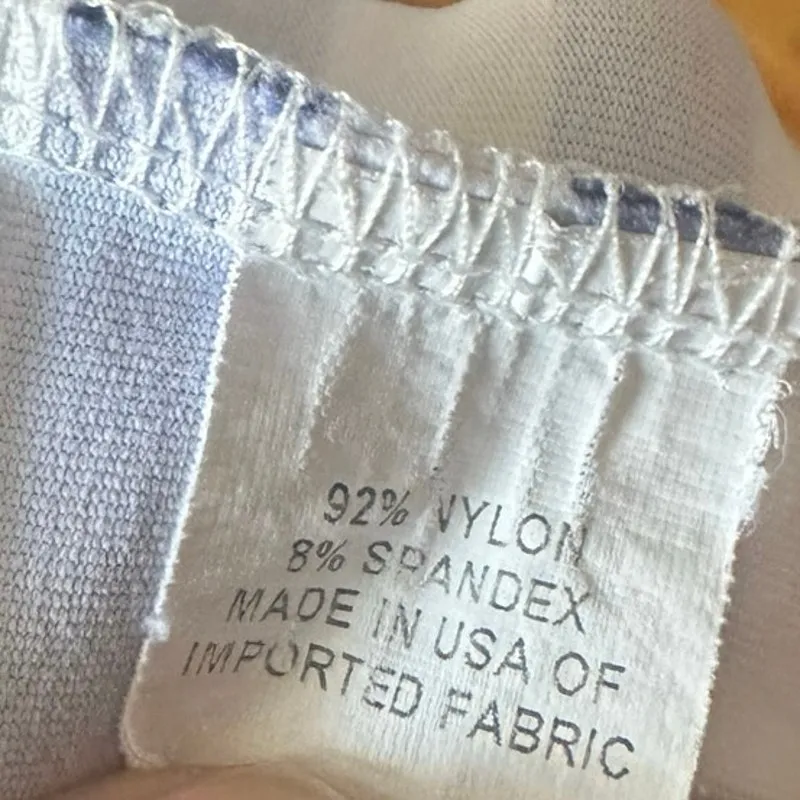 92% NYLON
8% SPANDEX
MADE IN USA OF
IMPORTED FABRIC